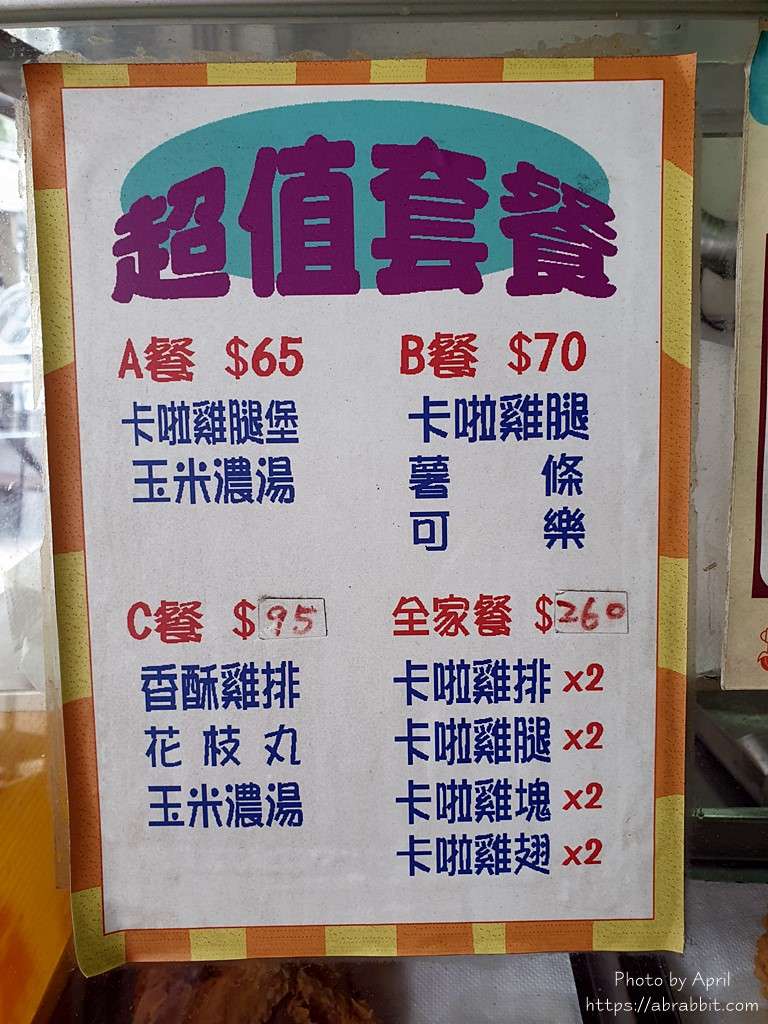 超值套餐
A餐 $65
卡啦雞腿堡
玉米濃湯
B餐 $70
卡啦雞腿
薯條
可樂
C餐 $95
香酥雞排
花枝丸
玉米濃湯
全家餐 $260
卡啦雞排 x2
卡啦雞腿 x2
卡啦雞塊 x2
卡啦雞翅 x2
Photo by April
https://abrabbit.com